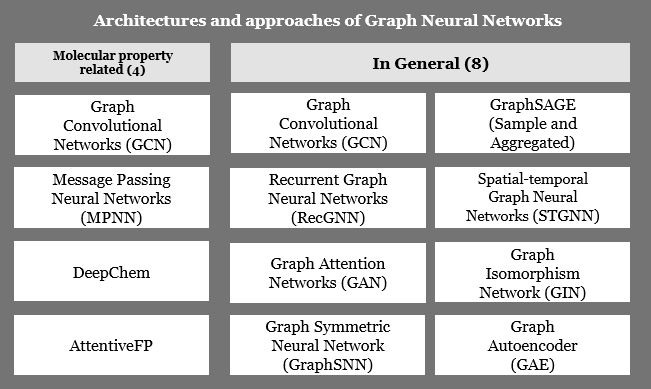 Architectures and approaches of Graph Neural Networks
Molecular property
related (4)
Graph
Convolutional
Networks (GCN)
Message Passing
Neural Networks
(MPNN)
DeepChem
AttentiveFP
In General (8)
Graph
Convolutional
Networks (GCN)
GraphSAGE
(Sample and
Aggregated)
Recurrent Graph
Neural Networks
(RecGNN)
Spatial-temporal
Graph Neural
Networks (STGNN)
Graph Attention
Networks (GAN)
Graph
Isomorphism
Network (GIN)
Graph Symmetric
Neural Network
(GraphSNN)
Graph
Autoencoder
(GAE)